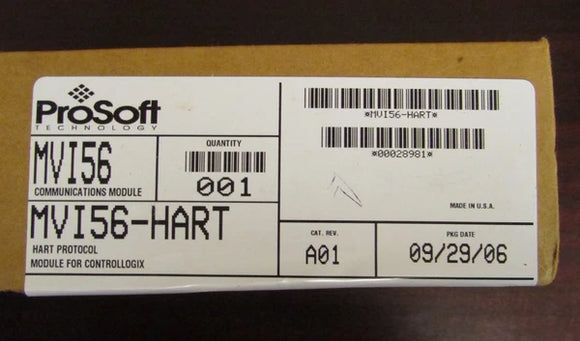 ProSoft
TECHNOLOGY
MVI56
COMMUNICATIONS MODULE
QUANTITY
001
MVI56-HART
HART PROTOCOL
MODULE FOR CONTROLOGIX
*MVI56-HART*
*00028981*
MADE IN U.S.A.
CAT. REV.
A01
PKG DATE
09/29/06